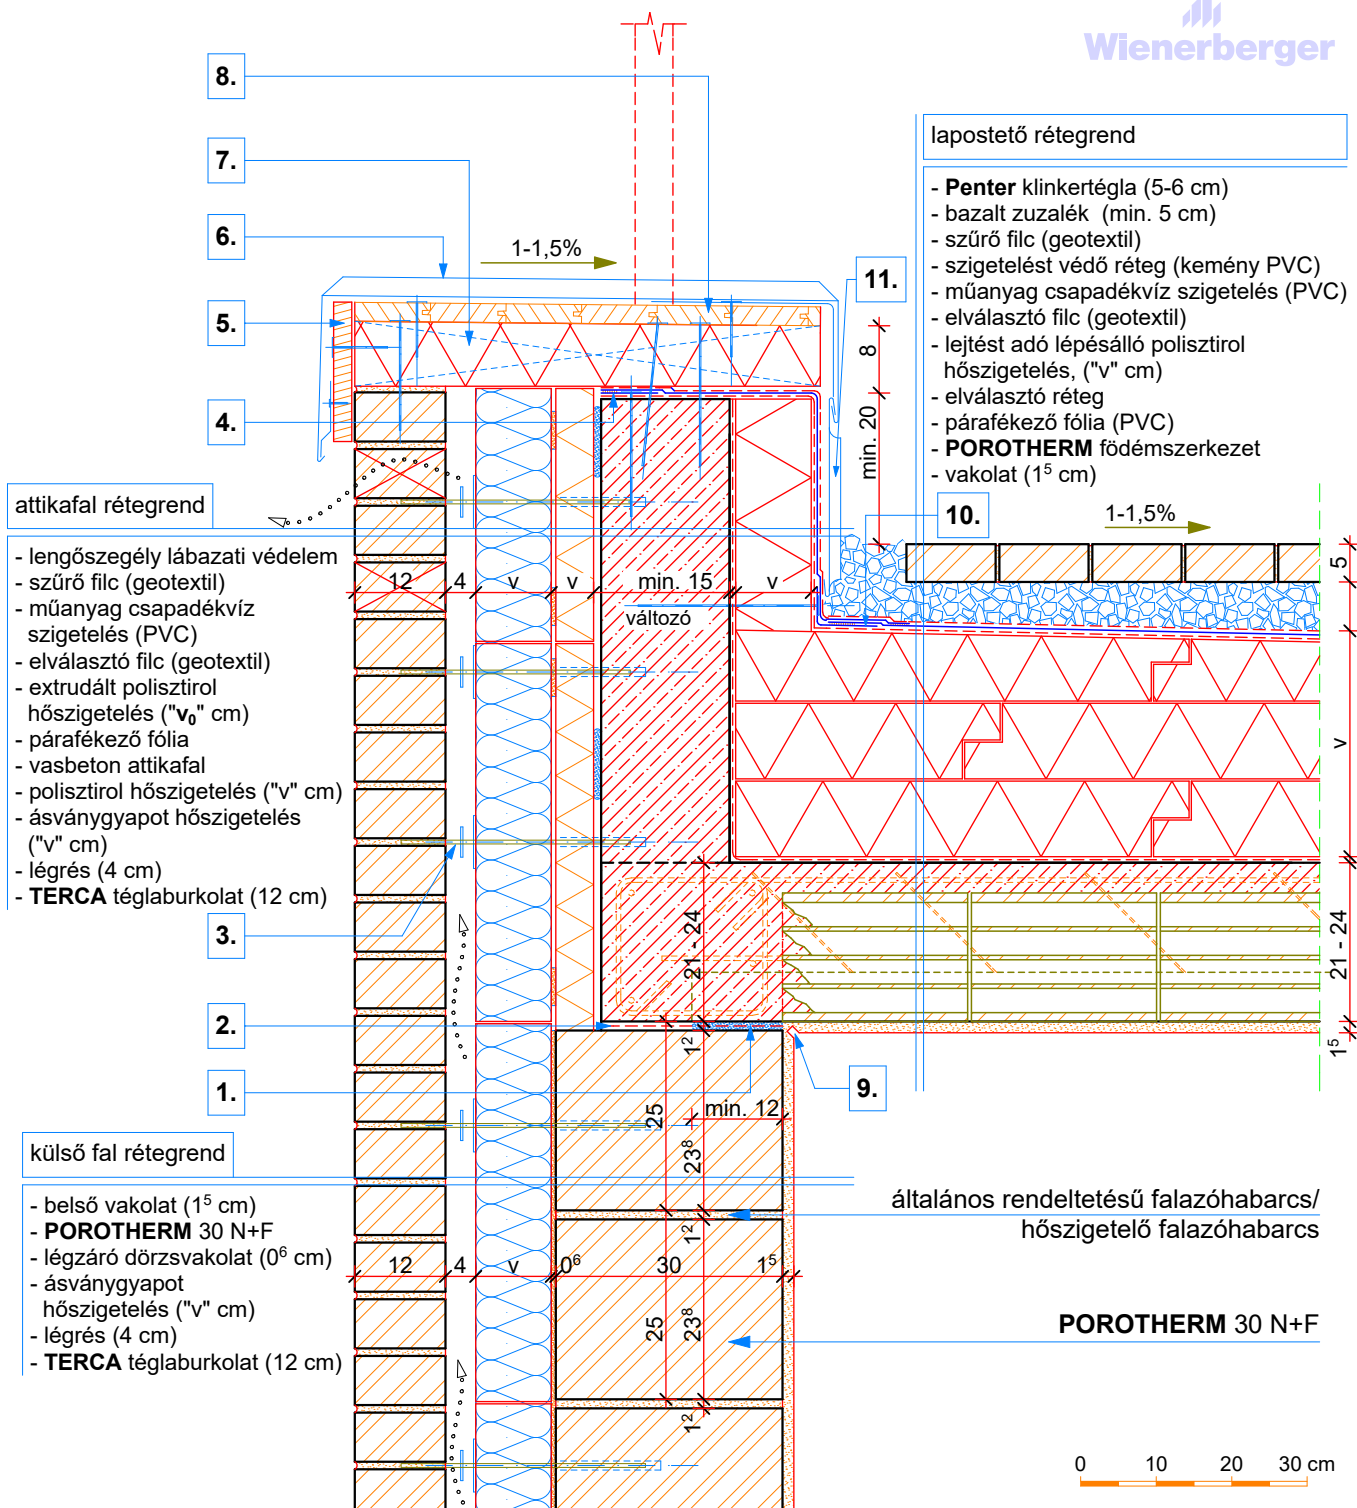 Wienerberger
8.
7.
6.
5.
4.
1-1,5%
11.
lapostető rétegrend
- Penter klinkertégla (5-6 cm)
- bazalt zuzalék (min. 5 cm)
- szűrő filc (geotextil)
- szigetelést védő réteg (kemény PVC)
- műanyag csapadékvíz szigetelés (PVC)
- elválasztó filc (geotextil)
- lejtést adó lépésálló polisztirol
hőszigetelés, ("v" cm)
- elválasztó réteg
- párafékező fólia (PVC)
- POROTHERM födémszerkezet
- vakolat (1⁵ cm)
8
min. 20
10.
1-1,5%
5
v
21 - 24
1⁵
attikafal rétegrend
- lengőszegély lábazati védelem
- szűrő filc (geotextil)
- műanyag csapadékvíz
szigetelés (PVC)
- elválasztó filc (geotextil)
- extrudált polisztirol
hőszigetelés ("v₀" cm)
- párafékező fólia
- vasbeton attikafal
- polisztirol hőszigetelés ("v" cm)
- ásványgyapot hőszigetelés
("v" cm)
- légrés (4 cm)
- TERCA téglaburkolat (12 cm)
12 4 v v min. 15 v
változó
3.
2.
1.
21 - 24
1²
9.
min. 12
25
23⁸
külső fal rétegrend
- belső vakolat (1⁵ cm)
- POROTHERM 30 N+F
- légzáró dörzsvakolat (0⁶ cm)
- ásványgyapot
hőszigetelés ("v" cm)
- légrés (4 cm)
- TERCA téglaburkolat (12 cm)
általános rendeltetésű falazóhabarcs/
hőszigetelő falazóhabarcs
1²
12 4 v 0⁶ 30 1⁵
25
23⁸
POROTHERM 30 N+F
1²
0 10 20 30 cm